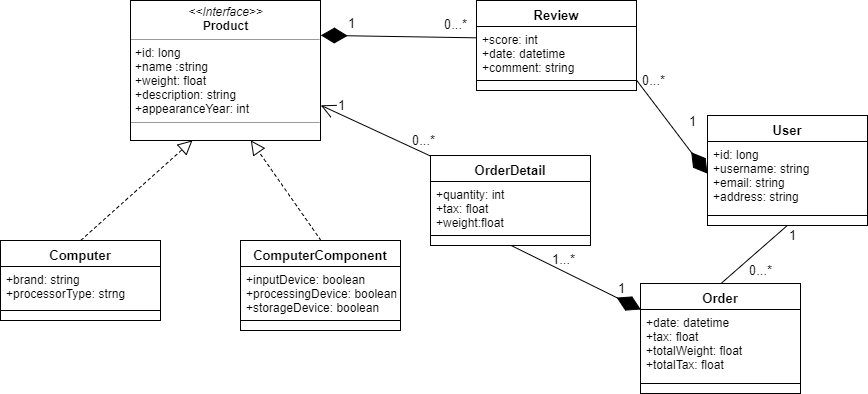 <<interface>>
Product
+id: long
+name :string
+weight: float
+description: string
+appearanceYear: int
1
0...*
Review
+score: int
+date: datetime
+comment: string
0...*
1
User
+id: long
+username: string
+email: string
+address: string
1
0...*
OrderDetail
+quantity: int
+tax: float
+weight:float
Computer
+brand: string
+processorType: strng
ComputerComponent
+inputDevice: boolean
+processingDevice: boolean
+storageDevice: boolean
1...*
1
1
0...*
Order
+date: datetime
+tax: float
+totalWeight: float
+totalTax: float